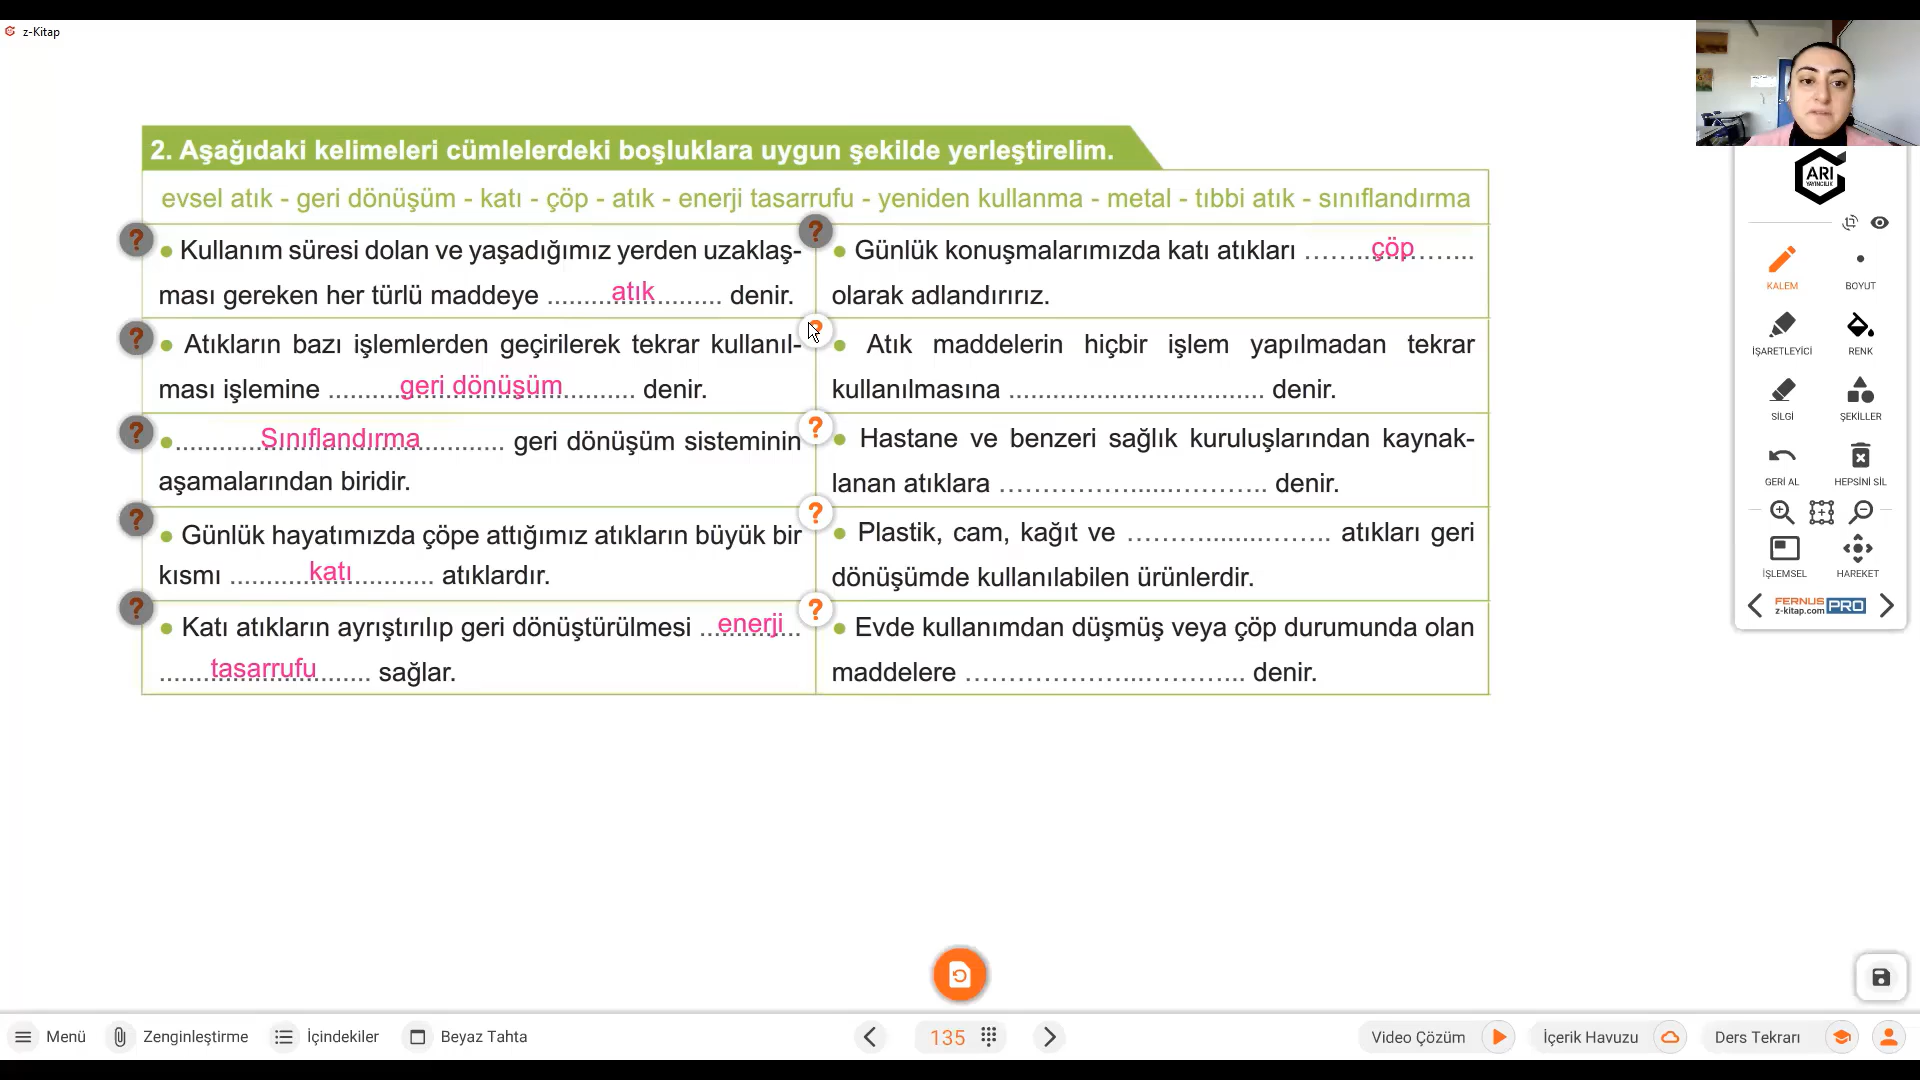 z-Kitap
2. Aşağıdaki kelimeleri cümlelerdeki boşluklara uygun şekilde yerleştirelim.
evsel atık - geri dönüşüm - katı - çöp - atık - enerji tasarrufu - yeniden kullanma - metal - tıbbi atık - sınıflandırma
? ● Kullanım süresi dolan ve yaşadığımız yerden uzaklaş-
ması gereken her türlü maddeye ........ atık ........ denir.
? ● Atıkların bazı işlemlerden geçirilerek tekrar kullanıl-
ması işlemine ........ geri dönüşüm ........ denir.
? ● ........ Sınıflandırma ........ geri dönüşüm sisteminin
aşamalarından biridir.
? ● Günlük hayatımızda çöpe attığımız atıkların büyük bir
kısmı ........ katı ........ atıklardır.
? ● Katı atıkların ayrıştırılıp geri dönüştürülmesi .. enerji ..
........ tasarrufu ........ sağlar.
? ● Günlük konuşmalarımızda katı atıkları ........ çöp ........
olarak adlandırırız.
? ● Atık maddelerin hiçbir işlem yapılmadan tekrar
kullanılmasına ................................... denir.
? ● Hastane ve benzeri sağlık kuruluşlarından kaynak-
lanan atıklara ................................... denir.
? ● Plastik, cam, kağıt ve ........................... atıkları geri
dönüşümde kullanılabilen ürünlerdir.
? ● Evde kullanımdan düşmüş veya çöp durumunda olan
maddelere ................................... denir.
ARI
YAYINCILIK
KALEM BOYUT
İŞARETLEYİCİ RENK
SİLGİ ŞEKİLLER
GERİ AL HEPSİNİ SİL
İŞLEMSEL HAREKET
FERNUS
z-kitap.com PRO
Menü Zenginleştirme İçindekiler Beyaz Tahta 135 Video Çözüm İçerik Havuzu Ders Tekrarı